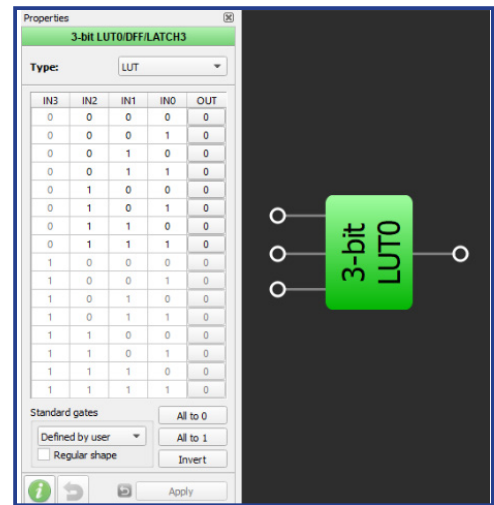 Properties
3-bit LUT0/DFF/LATCH3
Type: LUT
IN3 IN2 IN1 IN0 OUT
0 0 0 0 0
0 0 0 1 0
0 0 1 0 0
0 0 1 1 0
0 1 0 0 0
0 1 0 1 0
0 1 1 0 0
0 1 1 1 0
1 0 0 0 0
1 0 0 1 0
1 0 1 0 0
1 0 1 1 0
1 1 0 0 0
1 1 0 1 0
1 1 1 0 0
1 1 1 1 0
Standard gates
All to 0
Defined by user
All to 1
Regular shape
Invert
Apply
3-bit
LUT0